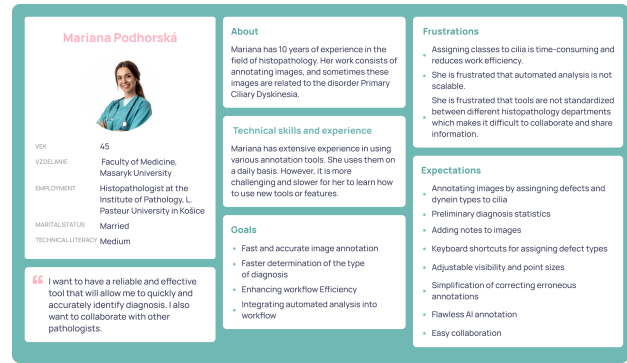 Mariana Podhorská
VEK 45
VZDELANIE Faculty of Medicine,
Masaryk University
EMPLOYMENT Histopathologist at the
Institute of Pathology, L.
Pasteur University in Košice
MARITAL STATUS Married
TECHNICAL LITERACY Medium
“ I want to have a reliable and effective
tool that will allow me to quickly and
accurately identify diagnosis. I also
want to collaborate with other
pathologists.
About
Mariana has 10 years of experience in the
field of histopathology. Her work consists of
annotating images, and sometimes these
images are related to the disorder Primary
Ciliary Dyskinesia.
Technical skills and experience
Mariana has extensive experience in using
various annotation tools. She uses them on
a daily basis. However, it is more
challenging and slower for her to learn how
to use new tools or features.
Goals
• Fast and accurate image annotation
• Faster determination of the type
of diagnosis
• Enhancing workflow Efficiency
• Integrating automated analysis into
workflow
Frustrations
• Assigning classes to cilia is time-consuming and
reduces work efficiency.
• She is frustrated that automated analysis is not
scalable.
• She is frustrated that tools are not standardized
between different histopathology departments
which makes it difficult to collaborate and share
information.
Expectations
• Annotating images by assingning defects and
dynein types to cilia
• Preliminary diagnosis statistics
• Adding notes to images
• Keyboard shortcuts for assigning defect types
• Adjustable visibility and point sizes
• Simplification of correcting erroneous
annotations
• Flawless AI annotation
• Easy collaboration